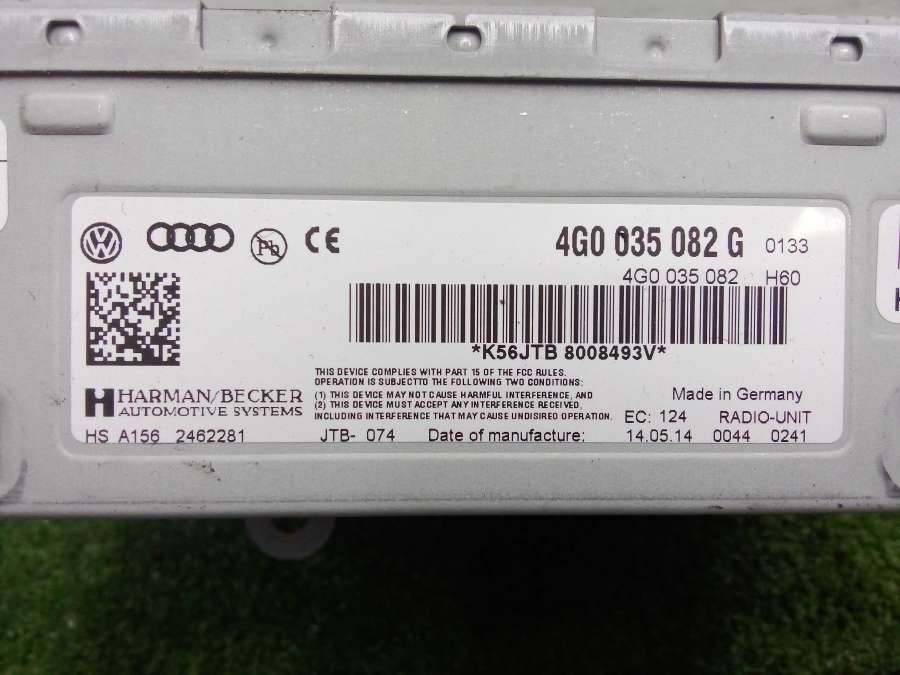 4G0 035 082 G 0133
4G0 035 082 H60
*K56JTB 8008493V*
THIS DEVICE COMPLIES WITH PART 15 OF THE FCC RULES.
OPERATION IS SUBJECTTO THE FOLLOWING TWO CONDITIONS:
(1) THIS DEVICE MAY NOT CAUSE HARMFUL INTERFERENCE, AND
(2) THIS DEVICE MUST ACCEPT ANY INTERFERENCE RECEIVED,
INCLUDING INTERFERENCE THAT MAY CAUSE UNDISIRED OPERATION.
HARMAN/BECKER
AUTOMOTIVE SYSTEMS
Made in Germany
EC: 124 RADIO-UNIT
HS A156 2462281 JTB- 074 Date of manufacture: 14.05.14 0044 0241
Pb
CE